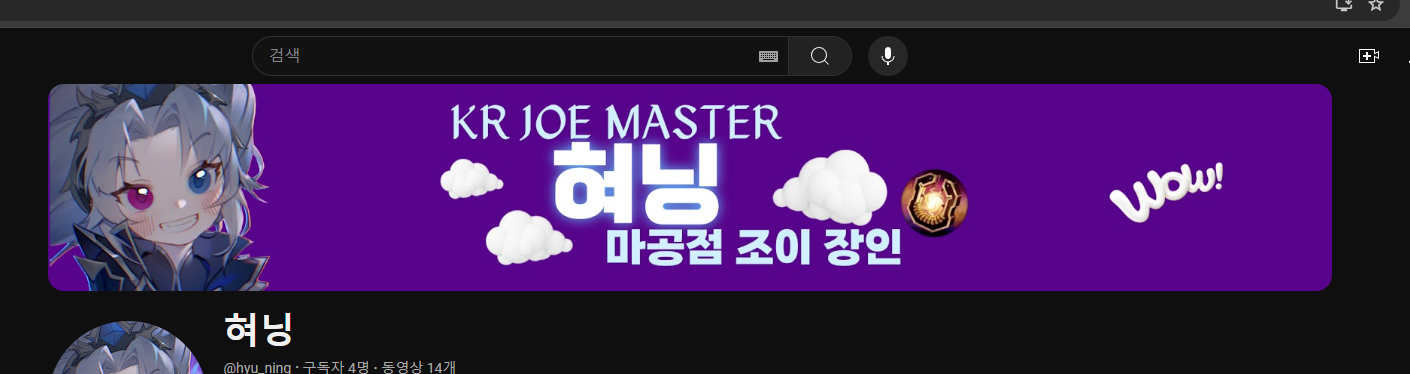 검색
KR JOE MASTER
혀닝
마공점 조이 장인
Wow!
혀닝
@hyu_ning · 구독자 4명 · 동영상 14개